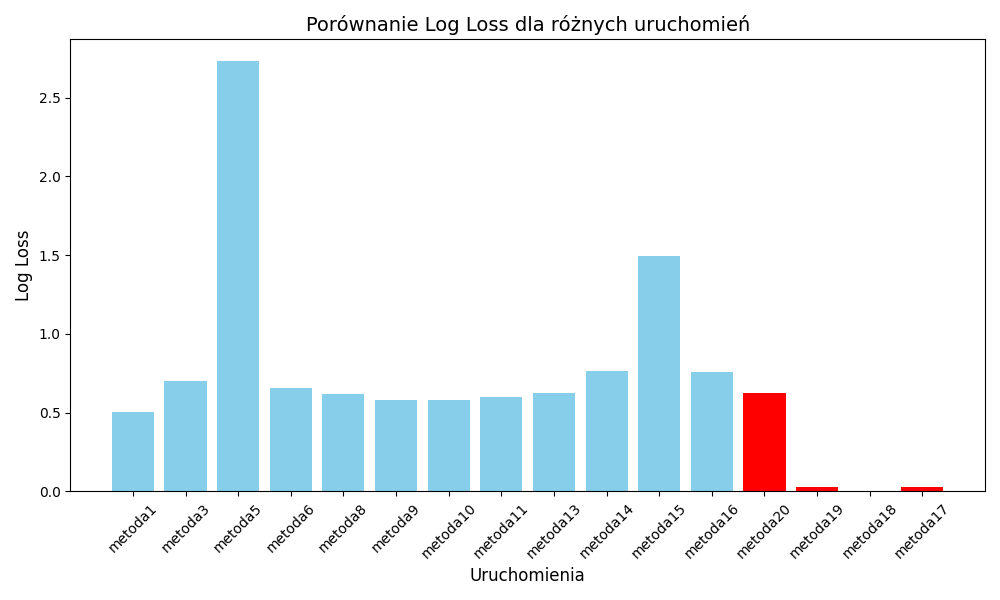 Porównanie Log Loss dla różnych uruchomień
Log Loss
2.5
2.0
1.5
1.0
0.5
0.0
metoda1
metoda3
metoda5
metoda6
metoda8
metoda9
metoda10
metoda11
metoda13
metoda14
metoda15
metoda16
metoda20
metoda19
metoda18
metoda17
Uruchomienia